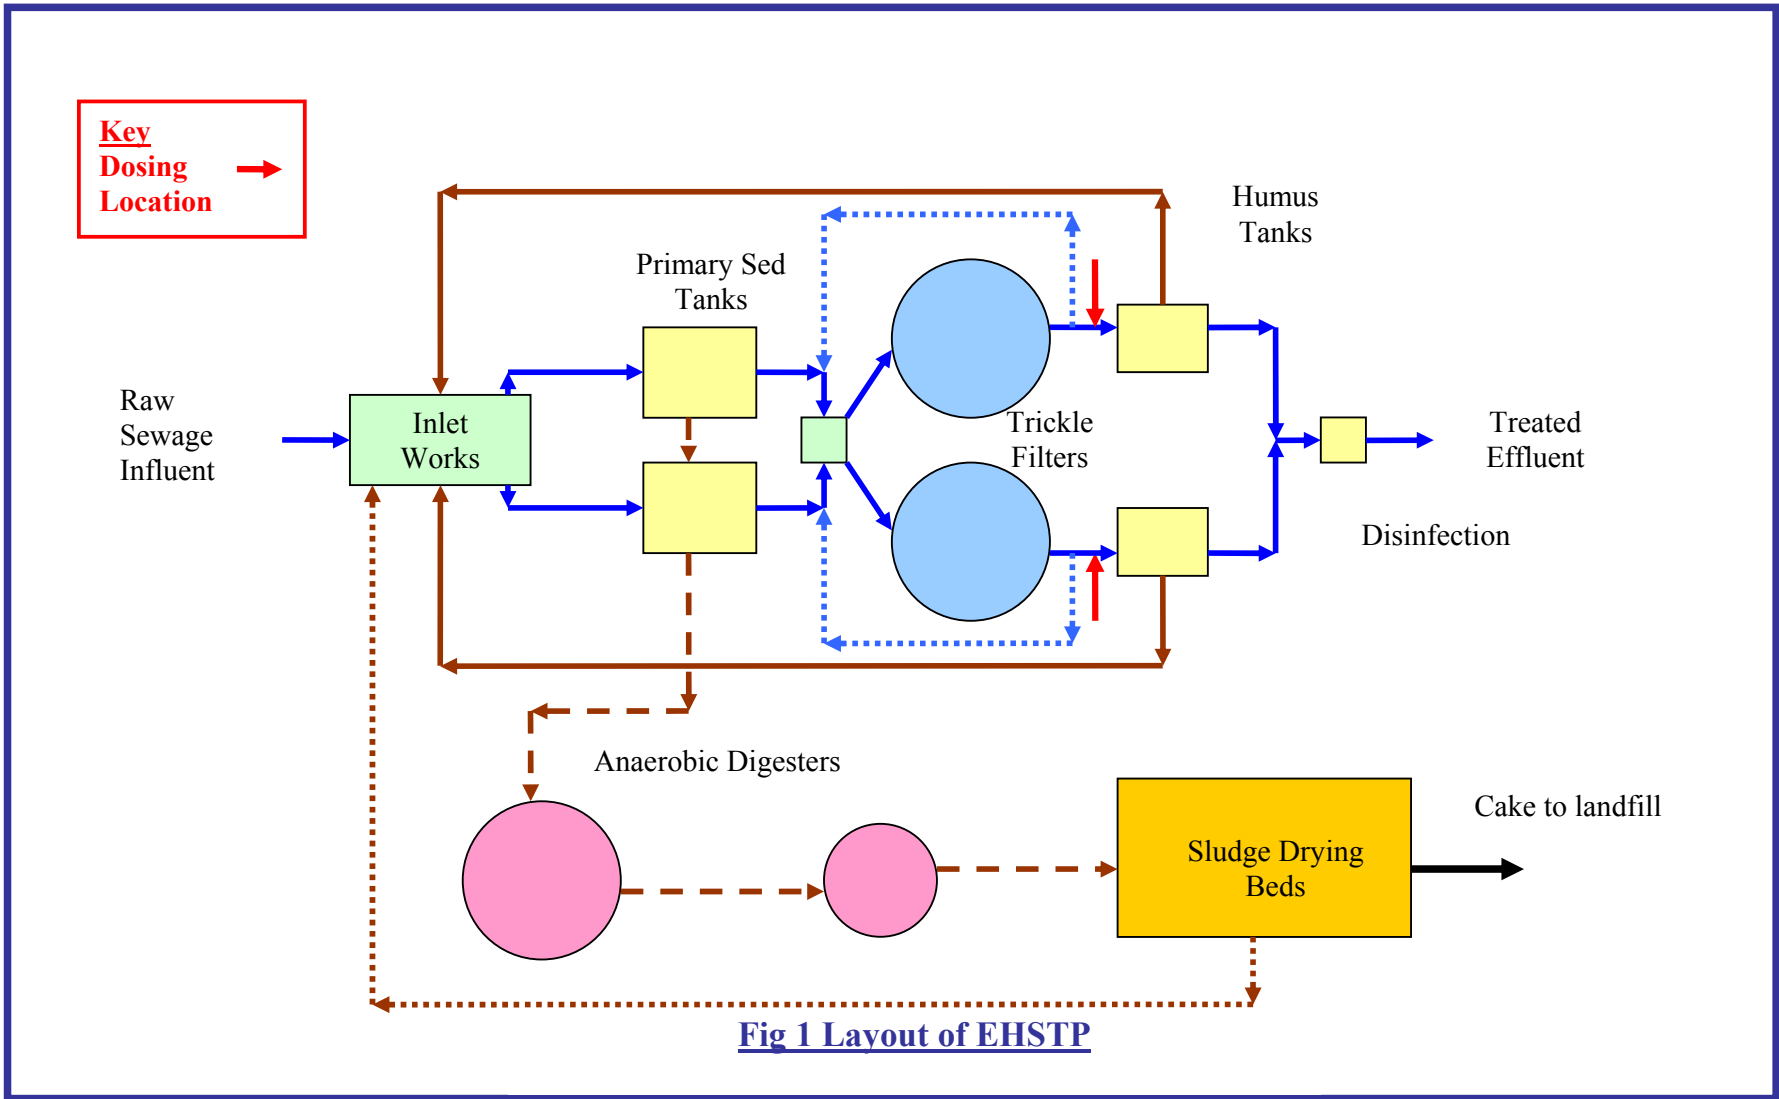 Key
Dosing
Location
Humus
Tanks
Primary Sed
Tanks
Raw
Sewage
Influent
Inlet
Works
Trickle
Filters
Treated
Effluent
Disinfection
Anaerobic Digesters
Cake to landfill
Sludge Drying
Beds
Fig 1 Layout of EHSTP